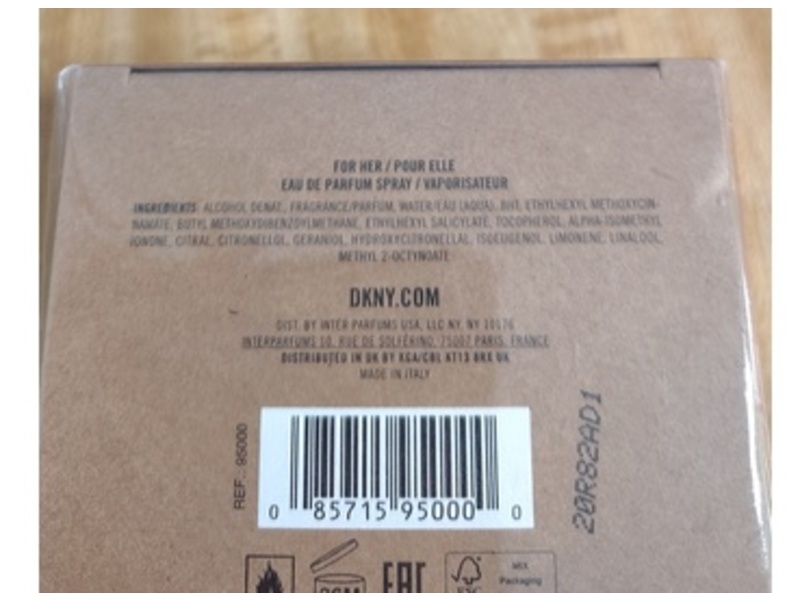 FOR HER / POUR ELLE
EAU DE PARFUM SPRAY / VAPORISATEUR
INGREDIENTS: ALCOHOL DENAT., FRAGRANCE/PARFUM, WATER/EAU (AQUA), BHT, ETHYLHEXYL METHOXYCIN-
NAMATE, BUTYL METHOXYDIBENZOYLMETHANE, ETHYLHEXYL SALICYLATE, TOCOPHEROL, ALPHA-ISOMETHYL
IONONE, CITRAL, CITRONELLOL, GERANIOL, HYDROXYCITRONELLAL, ISOEUGENOL, LIMONENE, LINALOOL,
METHYL 2-OCTYNOATE
DKNY.COM
DIST. BY INTER PARFUMS USA, LLC NY, NY 10176
INTERPARFUMS 10, RUE DE SOLFÉRINO, 75007 PARIS, FRANCE
DISTRIBUTED IN UK BY KGA/CBL KT13 0RX UK
MADE IN ITALY
REF.: 95000
0 85715 95000 0
20R82AD1
EAC
MIX
Packaging
FSC